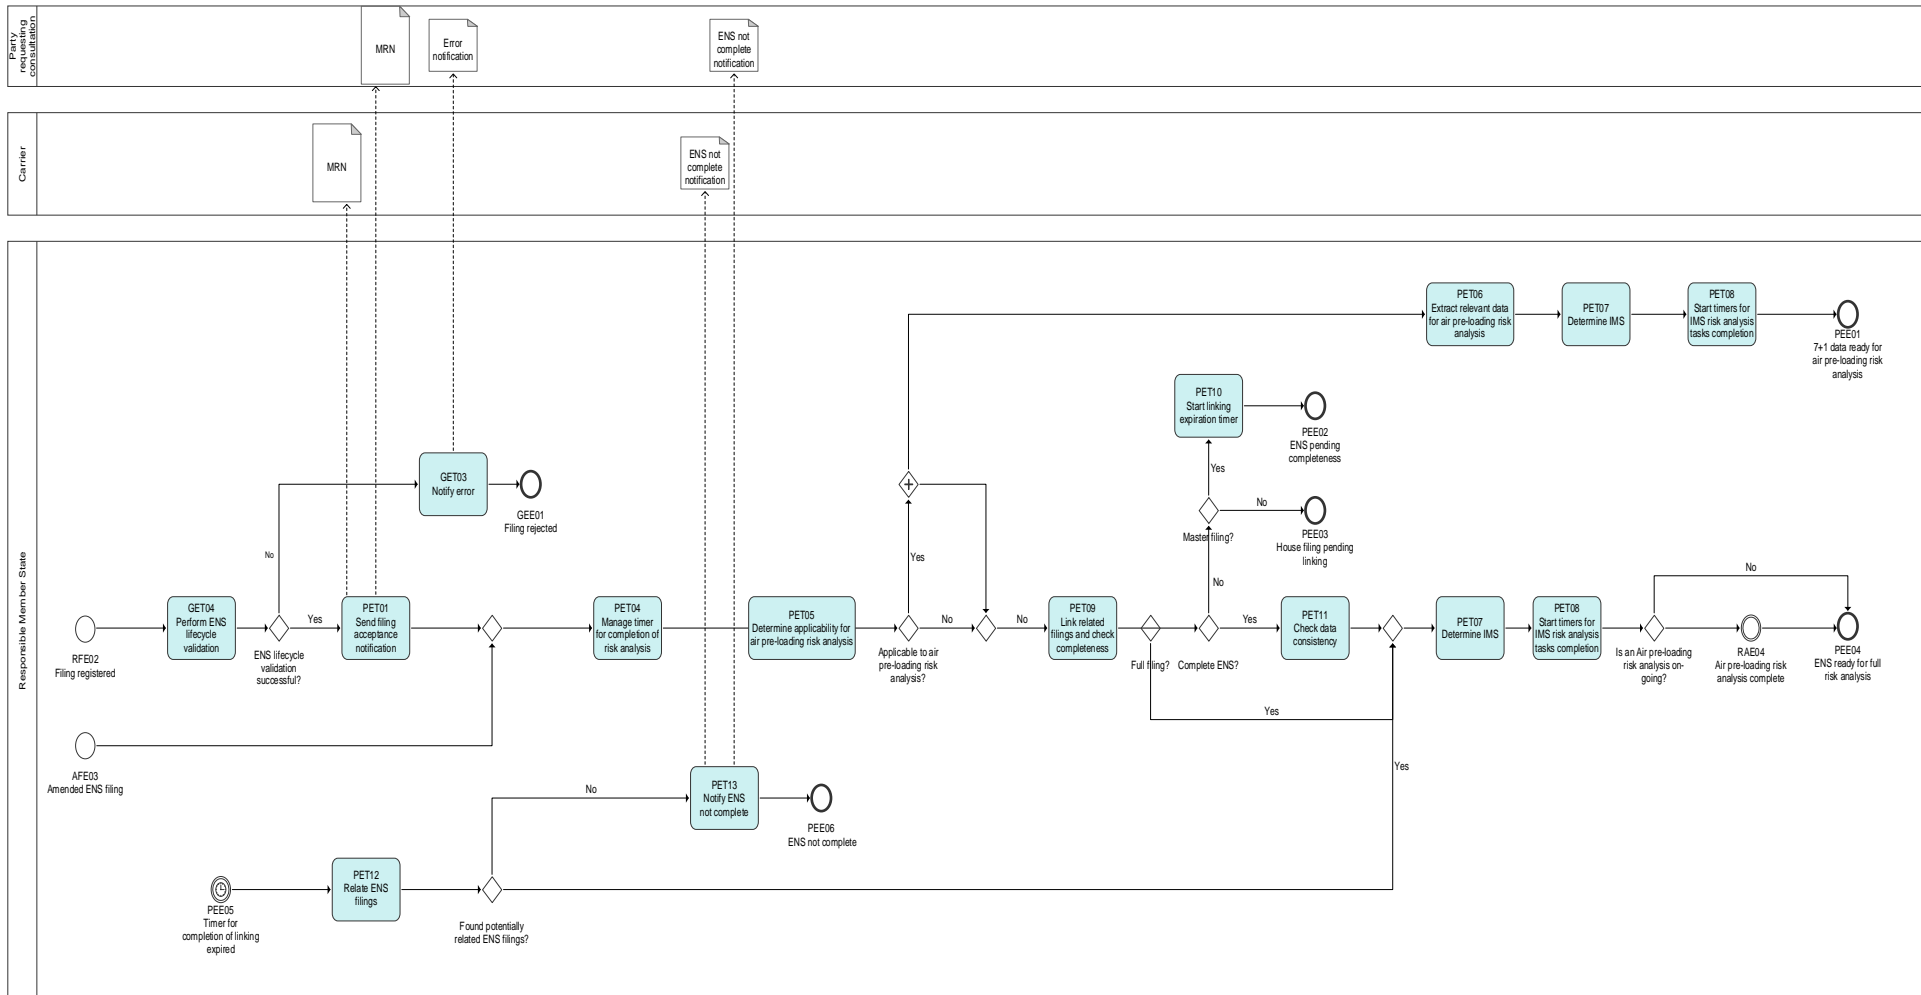 Party
requesting
consultation
MRN
Error
notification
ENS not
complete
notification
Carrier
MRN
ENS not
complete
notification
Responsible Member State
PET06
Extract relevant data
for air pre-loading risk
analysis
PET07
Determine IMS
PET08
Start timers for
IMS risk analysis
tasks completion
PEE01
7+1 data ready for
air pre-loading risk
analysis
PET10
Start linking
expiration timer
PEE02
ENS pending
completeness
Yes
No
Master filing?
PEE03
House filing pending
linking
GET03
Notify error
GEE01
Filing rejected
No
Yes
No
RFE02
Filing registered
GET04
Perform ENS
lifecycle
validation
Yes
ENS lifecycle
validation
successful?
PET01
Send filing
acceptance
notification
PET04
Manage timer
for completion of
risk analysis
PET05
Determine applicability for
air pre-loading risk analysis
Applicable to air
pre-loading risk
analysis?
No
No
PET09
Link related
filings and check
completeness
Full filing?
Complete ENS?
Yes
PET11
Check data
consistency
PET07
Determine IMS
PET08
Start timers for
IMS risk analysis
tasks completion
No
Is an Air pre-loading
risk analysis on-
going?
RAE04
Air pre-loading risk
analysis complete
PEE04
ENS ready for full
risk analysis
Yes
AFE03
Amended ENS filing
No
PET13
Notify ENS
not complete
PEE06
ENS not complete
Yes
PEE05
Timer for
completion of linking
expired
PET12
Relate ENS
filings
Found potentially
related ENS filings?